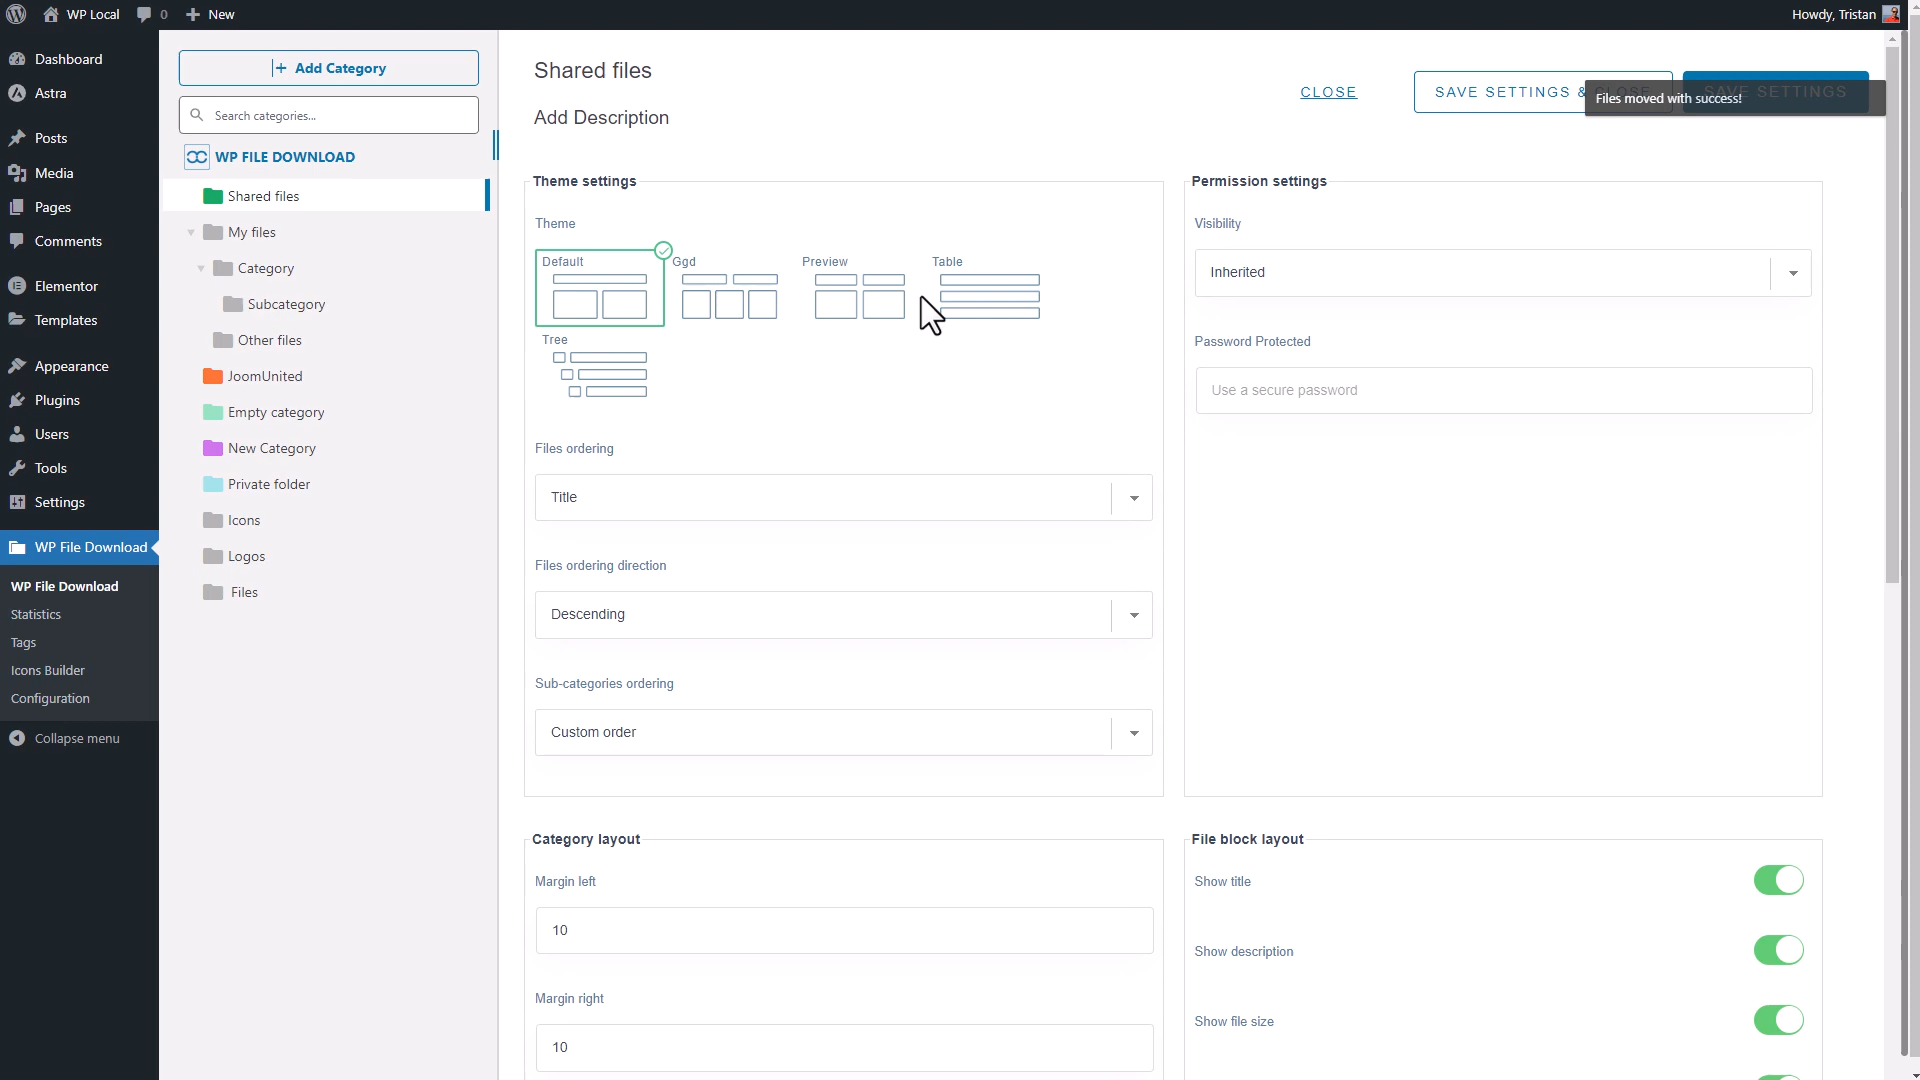 WP Local
0
New
Howdy, Tristan
Dashboard
Astra
Posts
Media
Pages
Comments
Elementor
Templates
Appearance
Plugins
Users
Tools
Settings
WP File Download
WP File Download
Statistics
Tags
Icons Builder
Configuration
Collapse menu
Add Category
Search categories...
WP FILE DOWNLOAD
Shared files
My files
Category
Subcategory
Other files
JoomUnited
Empty category
New Category
Private folder
Icons
Logos
Files
Shared files
Add Description
CLOSE
SAVE SETTINGS & CLOSE
SAVE SETTINGS
Files moved with success!
Theme settings
Theme
Default
Ggd
Preview
Table
Tree
Files ordering
Title
Files ordering direction
Descending
Sub-categories ordering
Custom order
Permission settings
Visibility
Inherited
Password Protected
Use a secure password
Category layout
Margin left
10
Margin right
10
File block layout
Show title
Show description
Show file size